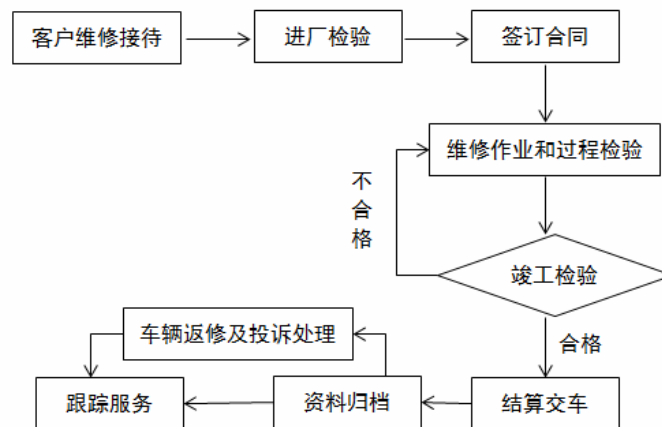 客户维修接待
进厂检验
签订合同
维修作业和过程检验
不合格
竣工检验
合格
车辆返修及投诉处理
跟踪服务
资料归档
结算交车